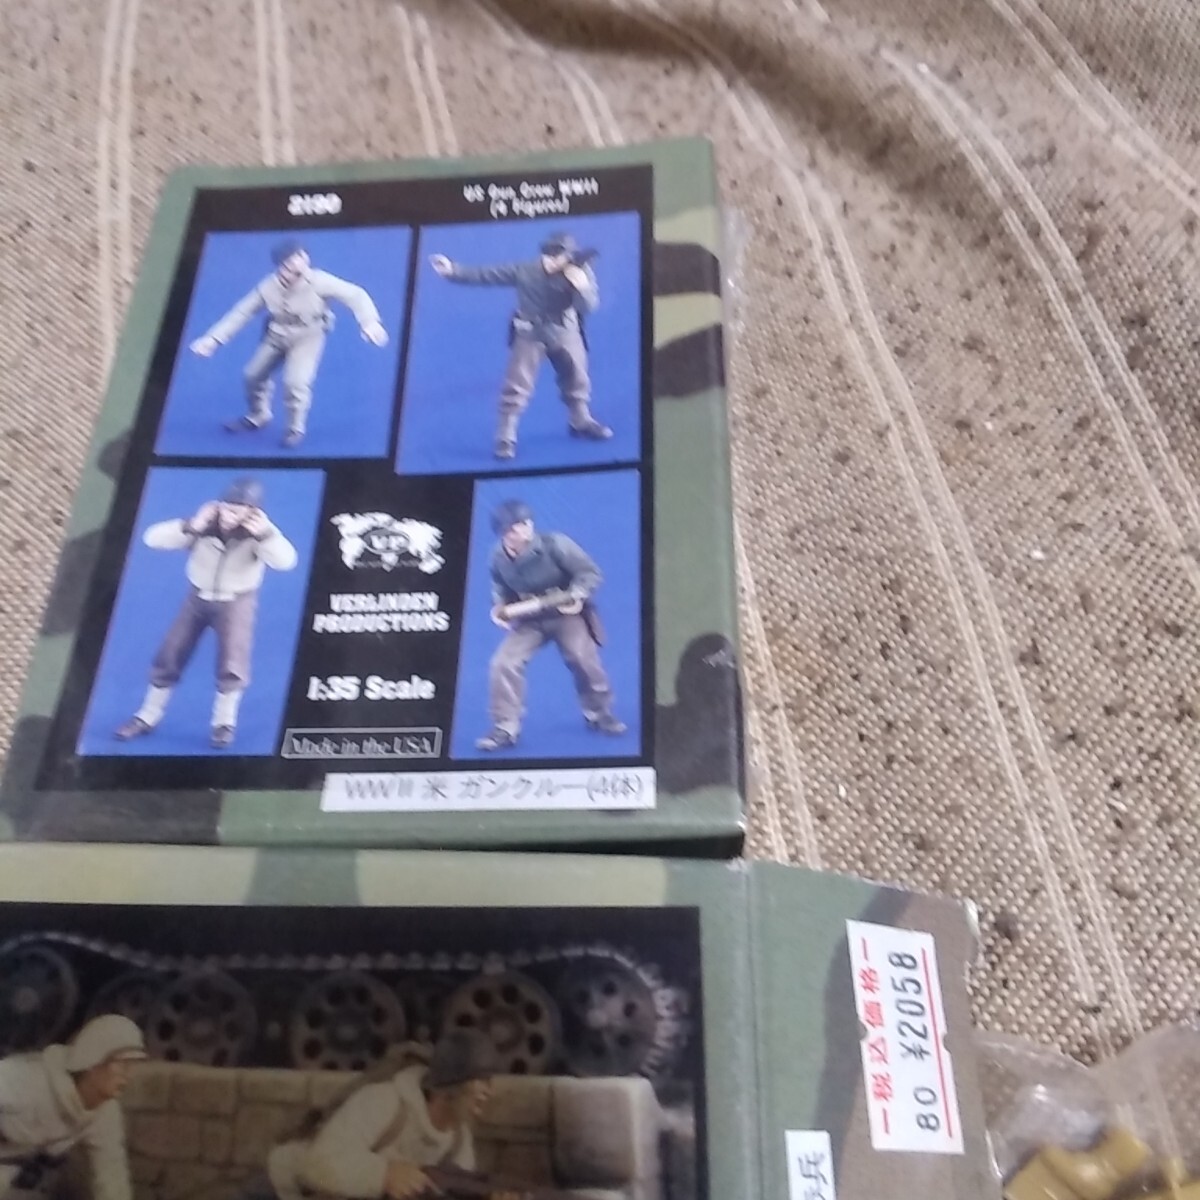 2190
US Gun Crew WWII
(4 Figures)
VP
VERLINDEN
PRODUCTIONS
1:35 Scale
Made in the USA
WWⅡ 米 ガンクルー(4体)
税込価格
¥2058
80
兵